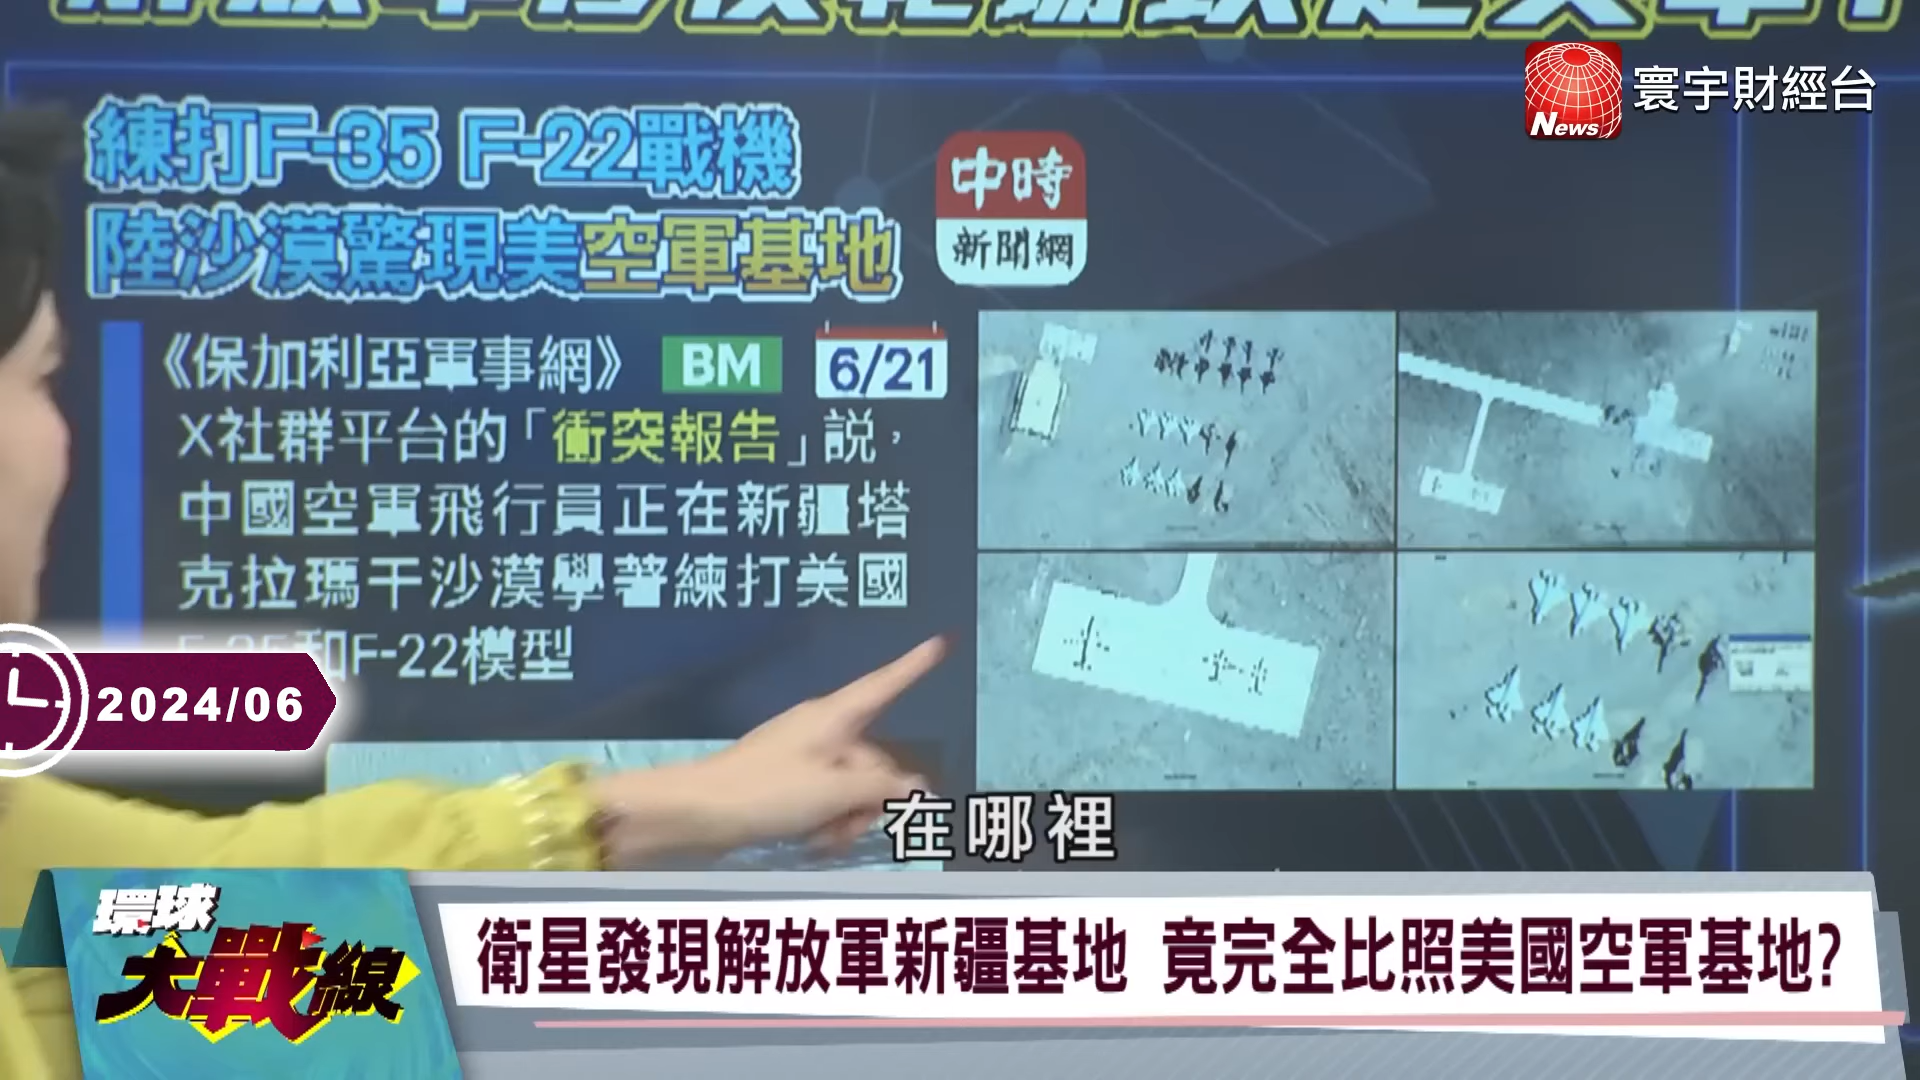 News 寰宇財經台
練打F-35 F-22戰機
陸沙漠驚現美空軍基地
中時
新聞網
《保加利亞軍事網》 BM 6/21
X社群平台的「衝突報告」說，
中國空軍飛行員正在新疆塔
克拉瑪干沙漠學著練打美國
F-35和F-22模型
2024/06
在哪裡
環球
大戰線
衛星發現解放軍新疆基地 竟完全比照美國空軍基地?